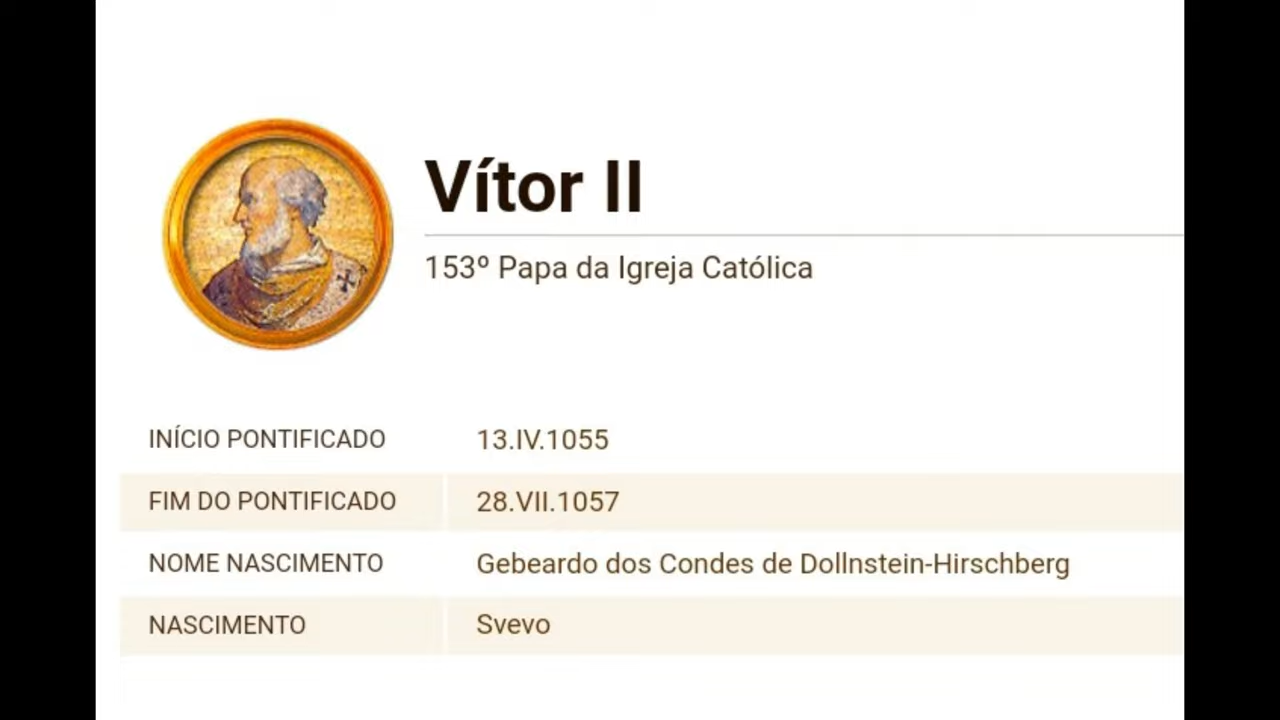 Vítor II
153º Papa da Igreja Católica
INÍCIO PONTIFICADO 13.IV.1055
FIM DO PONTIFICADO 28.VII.1057
NOME NASCIMENTO Gebeardo dos Condes de Dollnstein-Hirschberg
NASCIMENTO Svevo